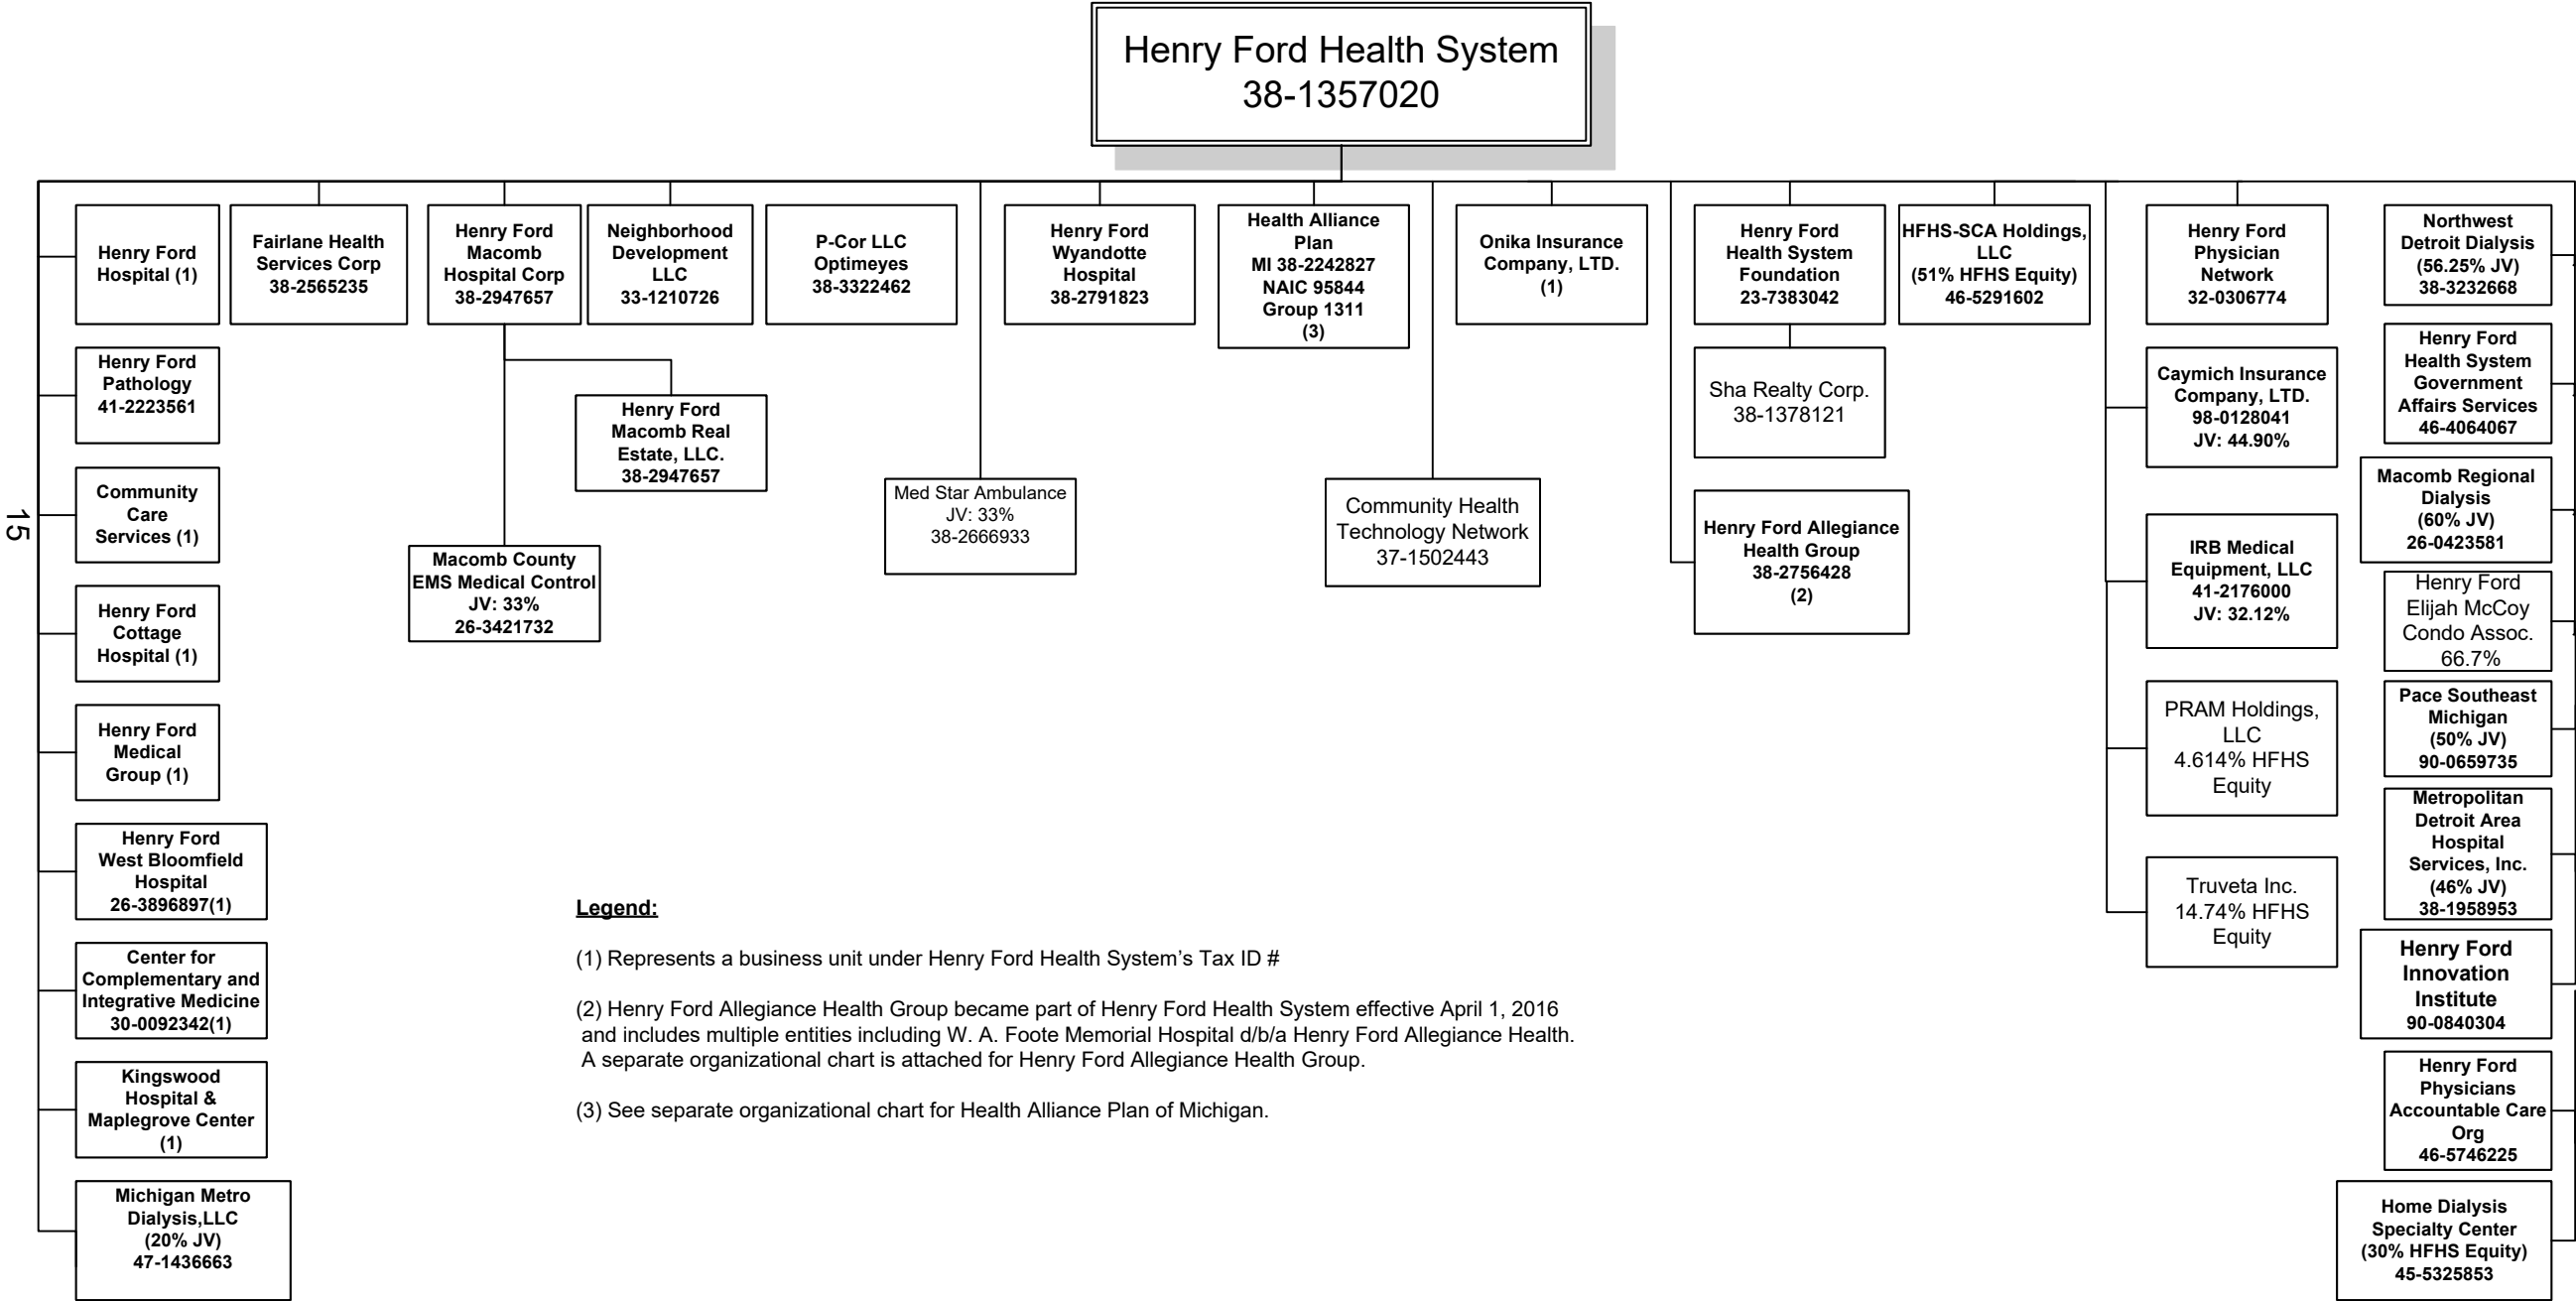 Henry Ford Health System
38-1357020
Henry Ford
Hospital (1)
Fairlane Health
Services Corp
38-2565235
Henry Ford
Macomb
Hospital Corp
38-2947657
Neighborhood
Development
LLC
33-1210726
P-Cor LLC
Optimeyes
38-3322462
Henry Ford
Wyandotte
Hospital
38-2791823
Health Alliance
Plan
MI 38-2242827
NAIC 95844
Group 1311
(3)
Onika Insurance
Company, LTD.
(1)
Henry Ford
Health System
Foundation
23-7383042
HFHS-SCA Holdings,
LLC
(51% HFHS Equity)
46-5291602
Henry Ford
Physician
Network
32-0306774
Northwest
Detroit Dialysis
(56.25% JV)
38-3232668
Henry Ford
Pathology
41-2223561
Henry Ford
Macomb Real
Estate, LLC.
38-2947657
Sha Realty Corp.
38-1378121
Caymich Insurance
Company, LTD.
98-0128041
JV: 44.90%
Henry Ford
Health System
Government
Affairs Services
46-4064067
15
Community
Care
Services (1)
Macomb County
EMS Medical Control
JV: 33%
26-3421732
Med Star Ambulance
JV: 33%
38-2666933
Community Health
Technology Network
37-1502443
Henry Ford Allegiance
Health Group
38-2756428
(2)
IRB Medical
Equipment, LLC
41-2176000
JV: 32.12%
Macomb Regional
Dialysis
(60% JV)
26-0423581
Henry Ford
Cottage
Hospital (1)
Henry Ford
Elijah McCoy
Condo Assoc.
66.7%
Henry Ford
Medical
Group (1)
PRAM Holdings,
LLC
4.614% HFHS
Equity
Pace Southeast
Michigan
(50% JV)
90-0659735
Henry Ford
West Bloomfield
Hospital
26-3896897(1)
Truveta Inc.
14.74% HFHS
Equity
Metropolitan
Detroit Area
Hospital
Services, Inc.
(46% JV)
38-1958953
Center for
Complementary and
Integrative Medicine
30-0092342(1)
Henry Ford
Innovation
Institute
90-0840304
Kingswood
Hospital &
Maplegrove Center
(1)
Henry Ford
Physicians
Accountable Care
Org
46-5746225
Michigan Metro
Dialysis,LLC
(20% JV)
47-1436663
Home Dialysis
Specialty Center
(30% HFHS Equity)
45-5325853
Legend:
(1) Represents a business unit under Henry Ford Health System’s Tax ID #
(2) Henry Ford Allegiance Health Group became part of Henry Ford Health System effective April 1, 2016
and includes multiple entities including W. A. Foote Memorial Hospital d/b/a Henry Ford Allegiance Health.
A separate organizational chart is attached for Henry Ford Allegiance Health Group.
(3) See separate organizational chart for Health Alliance Plan of Michigan.